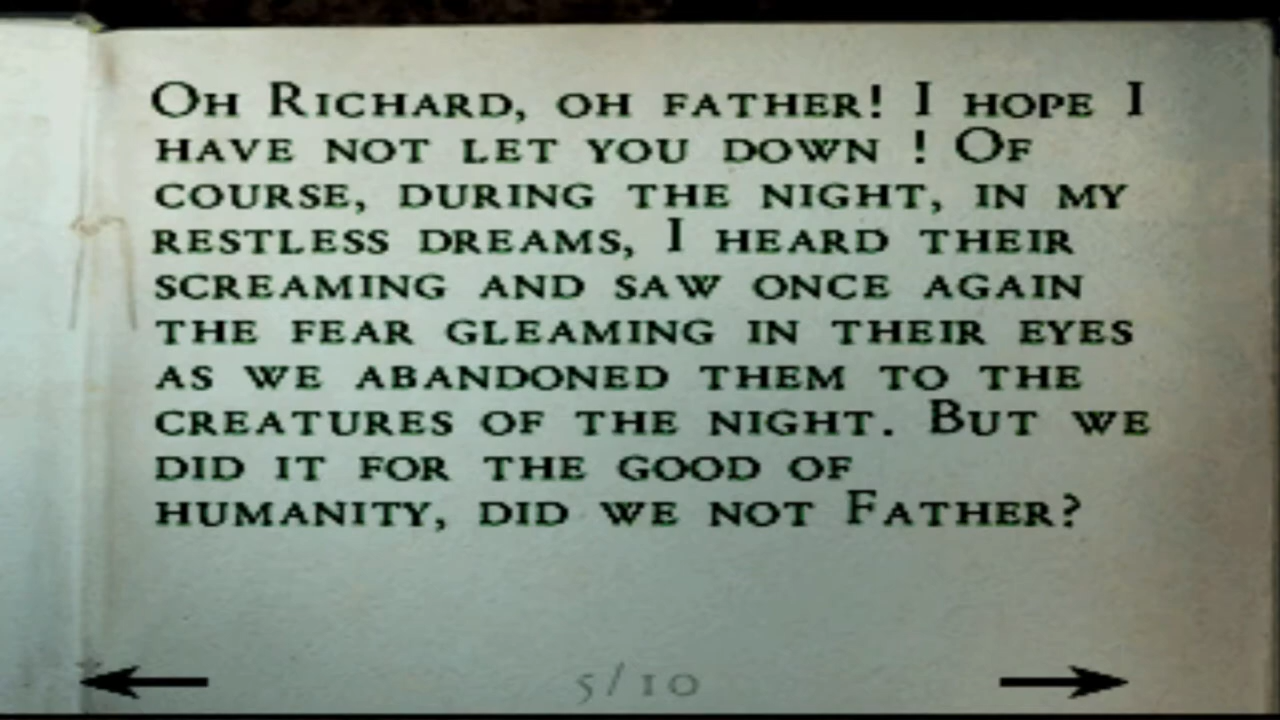 Oh Richard, oh father! I hope I
have not let you down ! Of
course, during the night, in my
restless dreams, I heard their
screaming and saw once again
the fear gleaming in their eyes
as we abandoned them to the
creatures of the night. But we
did it for the good of
humanity, did we not Father?
5/10